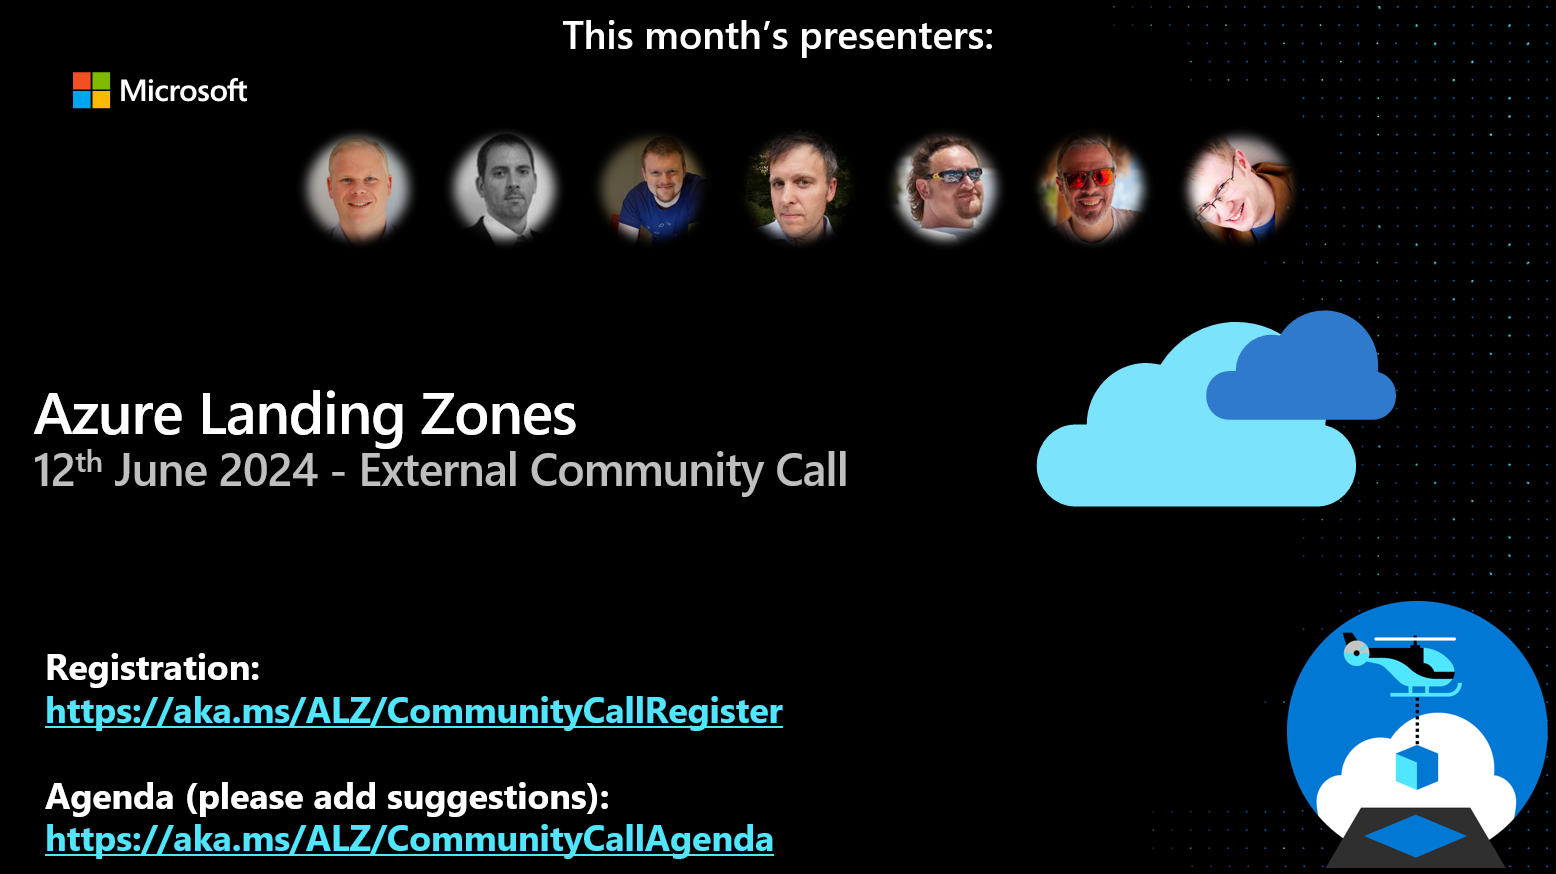 This month’s presenters:
Microsoft
Azure Landing Zones
12th June 2024 - External Community Call
Registration:
https://aka.ms/ALZ/CommunityCallRegister
Agenda (please add suggestions):
https://aka.ms/ALZ/CommunityCallAgenda